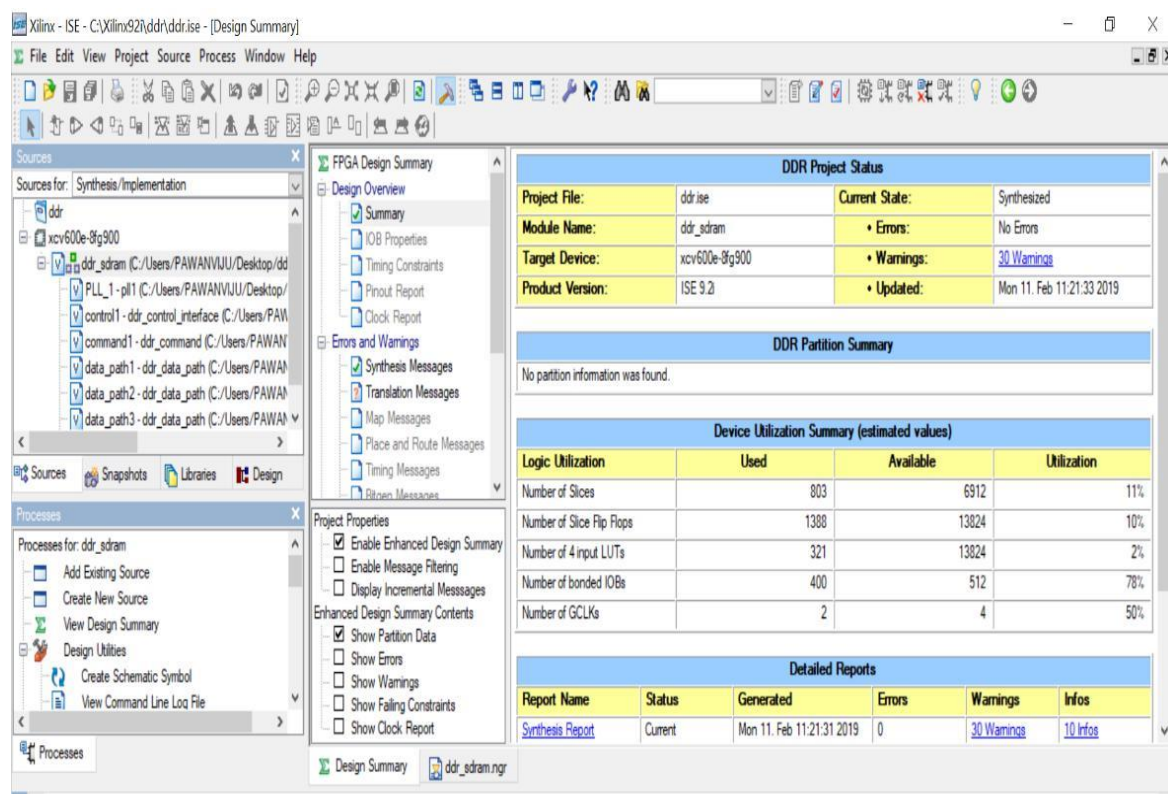 Xilinx - ISE - C:\Xilinx92i\ddr\ddr.ise - [Design Summary]
File Edit View Project Source Process Window Help
Sources
Sources for: Synthesis/Implementation
ddr
xcv600e-8fg900
ddr_sdram (C:/Users/PAWANVIJU/Desktop/dd
PLL_1 - pll1 (C:/Users/PAWANVIJU/Desktop/
control1 - ddr_control_interface (C:/Users/PAW
command1 - ddr_command (C:/Users/PAWAN
data_path1 - ddr_data_path (C:/Users/PAWAN
data_path2 - ddr_data_path (C:/Users/PAWAN
data_path3 - ddr_data_path (C:/Users/PAWAN
Sources Snapshots Libraries Design
Processes
Processes for: ddr_sdram
Add Existing Source
Create New Source
View Design Summary
Design Utilities
Create Schematic Symbol
View Command Line Log File
Processes
FPGA Design Summary
Design Overview
Summary
IOB Properties
Timing Constraints
Pinout Report
Clock Report
Errors and Warnings
Synthesis Messages
Translation Messages
Map Messages
Place and Route Messages
Timing Messages
Bitgen Messages
Project Properties
Enable Enhanced Design Summary
Enable Message Filtering
Display Incremental Messsages
Enhanced Design Summary Contents
Show Partition Data
Show Errors
Show Warnings
Show Failing Constraints
Show Clock Report
DDR Project Status
Project File: ddr.ise Current State: Synthesized
Module Name: ddr_sdram • Errors: No Errors
Target Device: xcv600e-8fg900 • Warnings: 30 Warnings
Product Version: ISE 9.2i • Updated: Mon 11. Feb 11:21:33 2019
DDR Partition Summary
No partition information was found.
Device Utilization Summary (estimated values)
Logic Utilization Used Available Utilization
Number of Slices 803 6912 11%
Number of Slice Flip Flops 1388 13824 10%
Number of 4 input LUTs 321 13824 2%
Number of bonded IOBs 400 512 78%
Number of GCLKs 2 4 50%
Detailed Reports
Report Name Status Generated Errors Warnings Infos
Synthesis Report Current Mon 11. Feb 11:21:31 2019 0 30 Warnings 10 Infos
Design Summary ddr_sdram.ngr